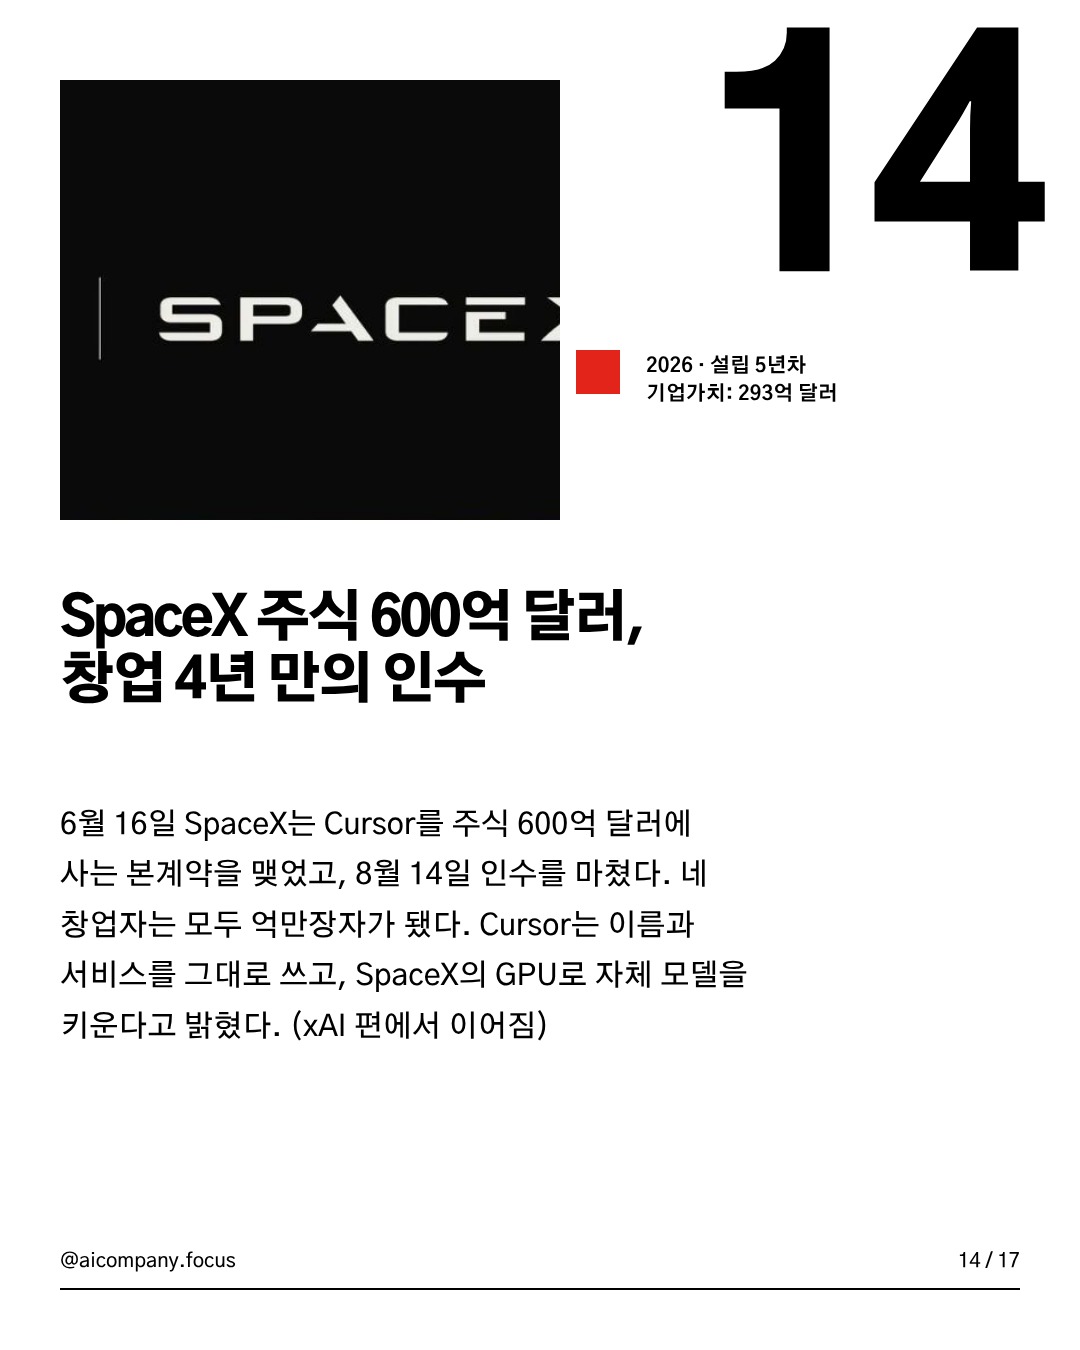 14
SPACEX
2026 · 설립 5년차
기업가치: 293억 달러
SpaceX 주식 600억 달러,
창업 4년 만의 인수
6월 16일 SpaceX는 Cursor를 주식 600억 달러에
사는 본계약을 맺었고, 8월 14일 인수를 마쳤다. 네
창업자는 모두 억만장자가 됐다. Cursor는 이름과
서비스를 그대로 쓰고, SpaceX의 GPU로 자체 모델을
키운다고 밝혔다. (xAI 편에서 이어짐)
@aicompany.focus
14 / 17